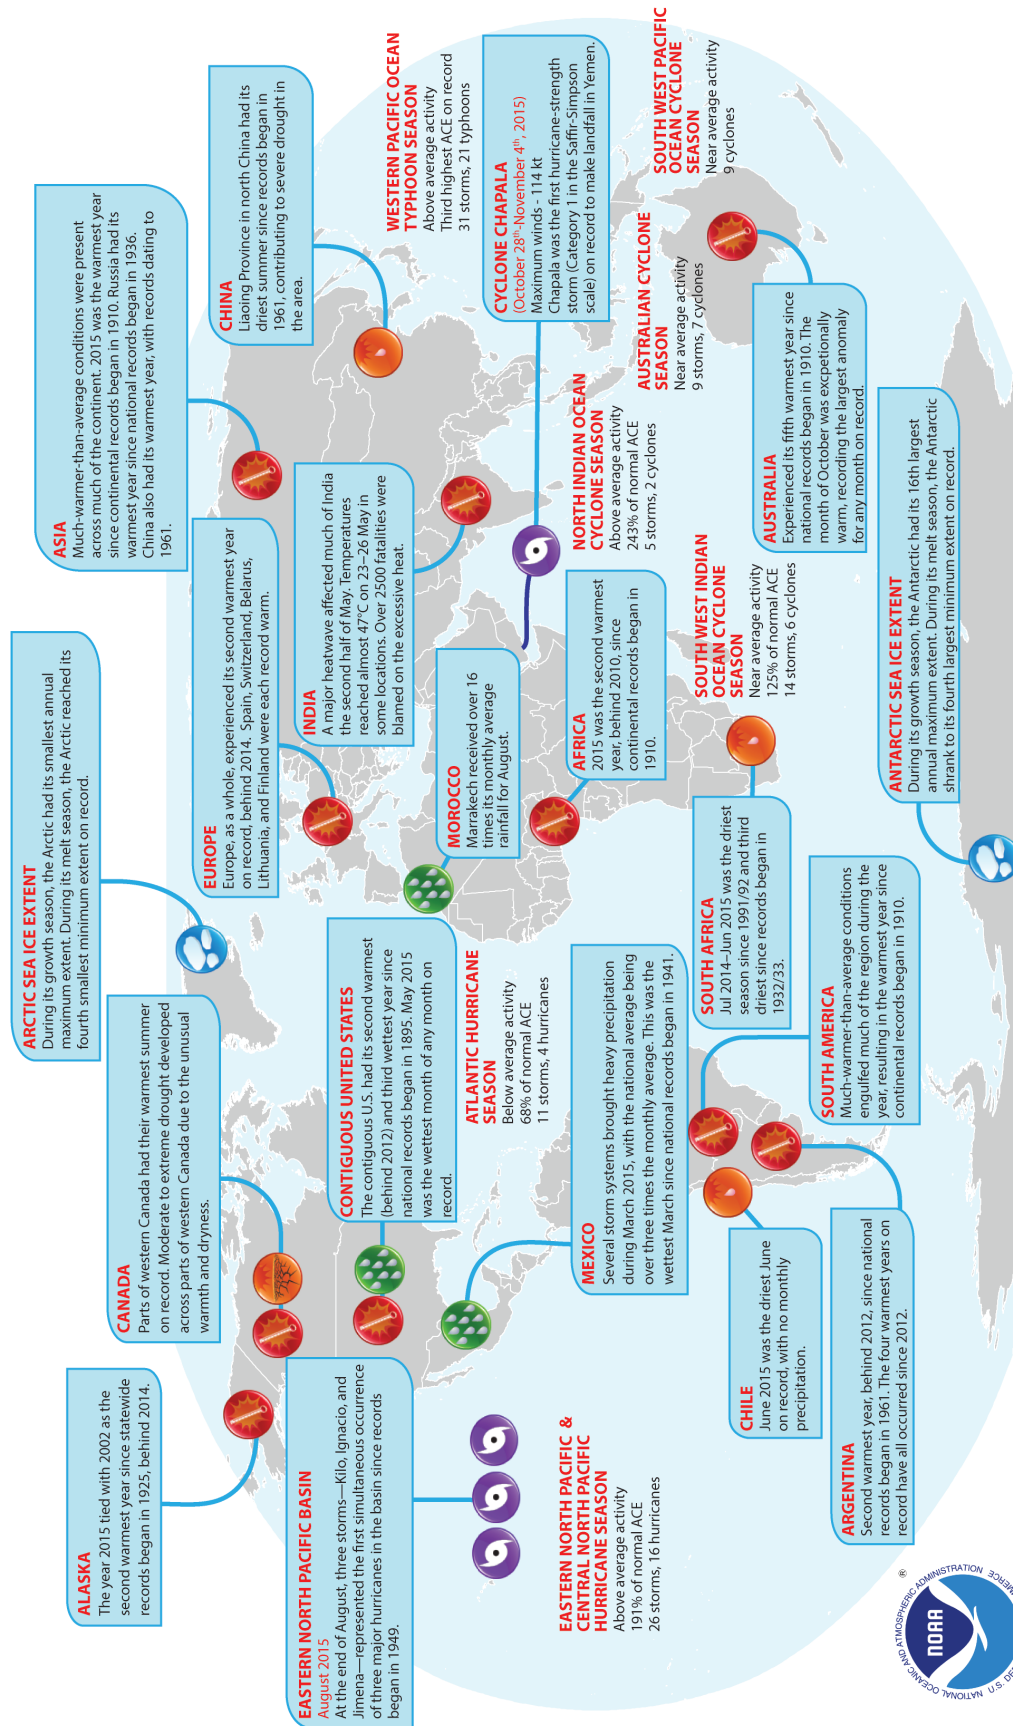 ALASKA
The year 2015 tied with 2002 as the
second warmest year since statewide
records began in 1925, behind 2014.
CANADA
Parts of western Canada had their warmest summer
on record. Moderate to extreme drought developed
across parts of western Canada due to the unusual
warmth and dryness.
ARCTIC SEA ICE EXTENT
During its growth season, the Arctic had its smallest annual
maximum extent. During its melt season, the Arctic reached its
fourth smallest minimum extent on record.
ASIA
Much-warmer-than-average conditions were present
across much of the continent. 2015 was the warmest year
since continental records began in 1910. Russia had its
warmest year since national records began in 1936.
China also had its warmest year, with records dating to
1961.
EUROPE
Europe, as a whole, experienced its second warmest year
on record, behind 2014. Spain, Switzerland, Belarus,
Lithuania, and Finland were each record warm.
CHINA
Liaoing Province in north China had its
driest summer since records began in
1961, contributing to severe drought in
the area.
EASTERN NORTH PACIFIC BASIN
August 2015
At the end of August, three storms—Kilo, Ignacio, and
Jimena—represented the first simultaneous occurrence
of three major hurricanes in the basin since records
began in 1949.
CONTIGUOUS UNITED STATES
The contiguous U.S. had its second warmest
(behind 2012) and third wettest year since
national records began in 1895. May 2015
was the wettest month of any month on
record.
INDIA
A major heatwave affected much of India
the second half of May. Temperatures
reached almost 47°C on 23–26 May in
some locations. Over 2500 fatalities were
blamed on the excessive heat.
WESTERN PACIFIC OCEAN
TYPHOON SEASON
Above average activity
Third highest ACE on record
31 storms, 21 typhoons
ATLANTIC HURRICANE
SEASON
Below average activity
68% of normal ACE
11 storms, 4 hurricanes
MOROCCO
Marrakech received over 16
times its monthly average
rainfall for August.
CYCLONE CHAPALA
(October 28th-November 4th, 2015)
Maximum winds - 114 kt
Chapala was the first hurricane-strength
storm (Category 1 in the Saffir-Simpson
scale) on record to make landfall in Yemen.
EASTERN NORTH PACIFIC &
CENTRAL NORTH PACIFIC
HURRICANE SEASON
Above average activity
191% of normal ACE
26 storms, 16 hurricanes
MEXICO
Several storm systems brought heavy precipitation
during March 2015, with the national average being
over three times the monthly average. This was the
wettest March since national records began in 1941.
AFRICA
2015 was the second warmest
year, behind 2010, since
continental records began in
1910.
NORTH INDIAN OCEAN
CYCLONE SEASON
Above average activity
243% of normal ACE
5 storms, 2 cyclones
AUSTRALIAN CYCLONE
SEASON
Near average activity
9 storms, 7 cyclones
SOUTH WEST PACIFIC
OCEAN CYCLONE
SEASON
Near average activity
9 cyclones
SOUTH AFRICA
Jul 2014–Jun 2015 was the driest
season since 1991/92 and third
driest since records began in
1932/33.
SOUTH WEST INDIAN
OCEAN CYCLONE
SEASON
Near average activity
125% of normal ACE
14 storms, 6 cyclones
CHILE
June 2015 was the driest June
on record, with no monthly
precipitation.
AUSTRALIA
Experienced its fifth warmest year since
national records began in 1910. The
month of October was excpetionally
warm, recording the largest anomaly
for any month on record.
SOUTH AMERICA
Much-warmer-than-average conditions
engulfed much of the region during the
year, resulting in the warmest year since
continental records began in 1910.
ARGENTINA
Second warmest year, behind 2012, since national
records began in 1961. The four warmest years on
record have all occurred since 2012.
ANTARCTIC SEA ICE EXTENT
During its growth season, the Antarctic had its 16th largest
annual maximum extent. During its melt season, the Antarctic
shrank to its fourth largest minimum extent on record.
NATIONAL OCEANIC AND ATMOSPHERIC ADMINISTRATION
NOAA
®
U.S.